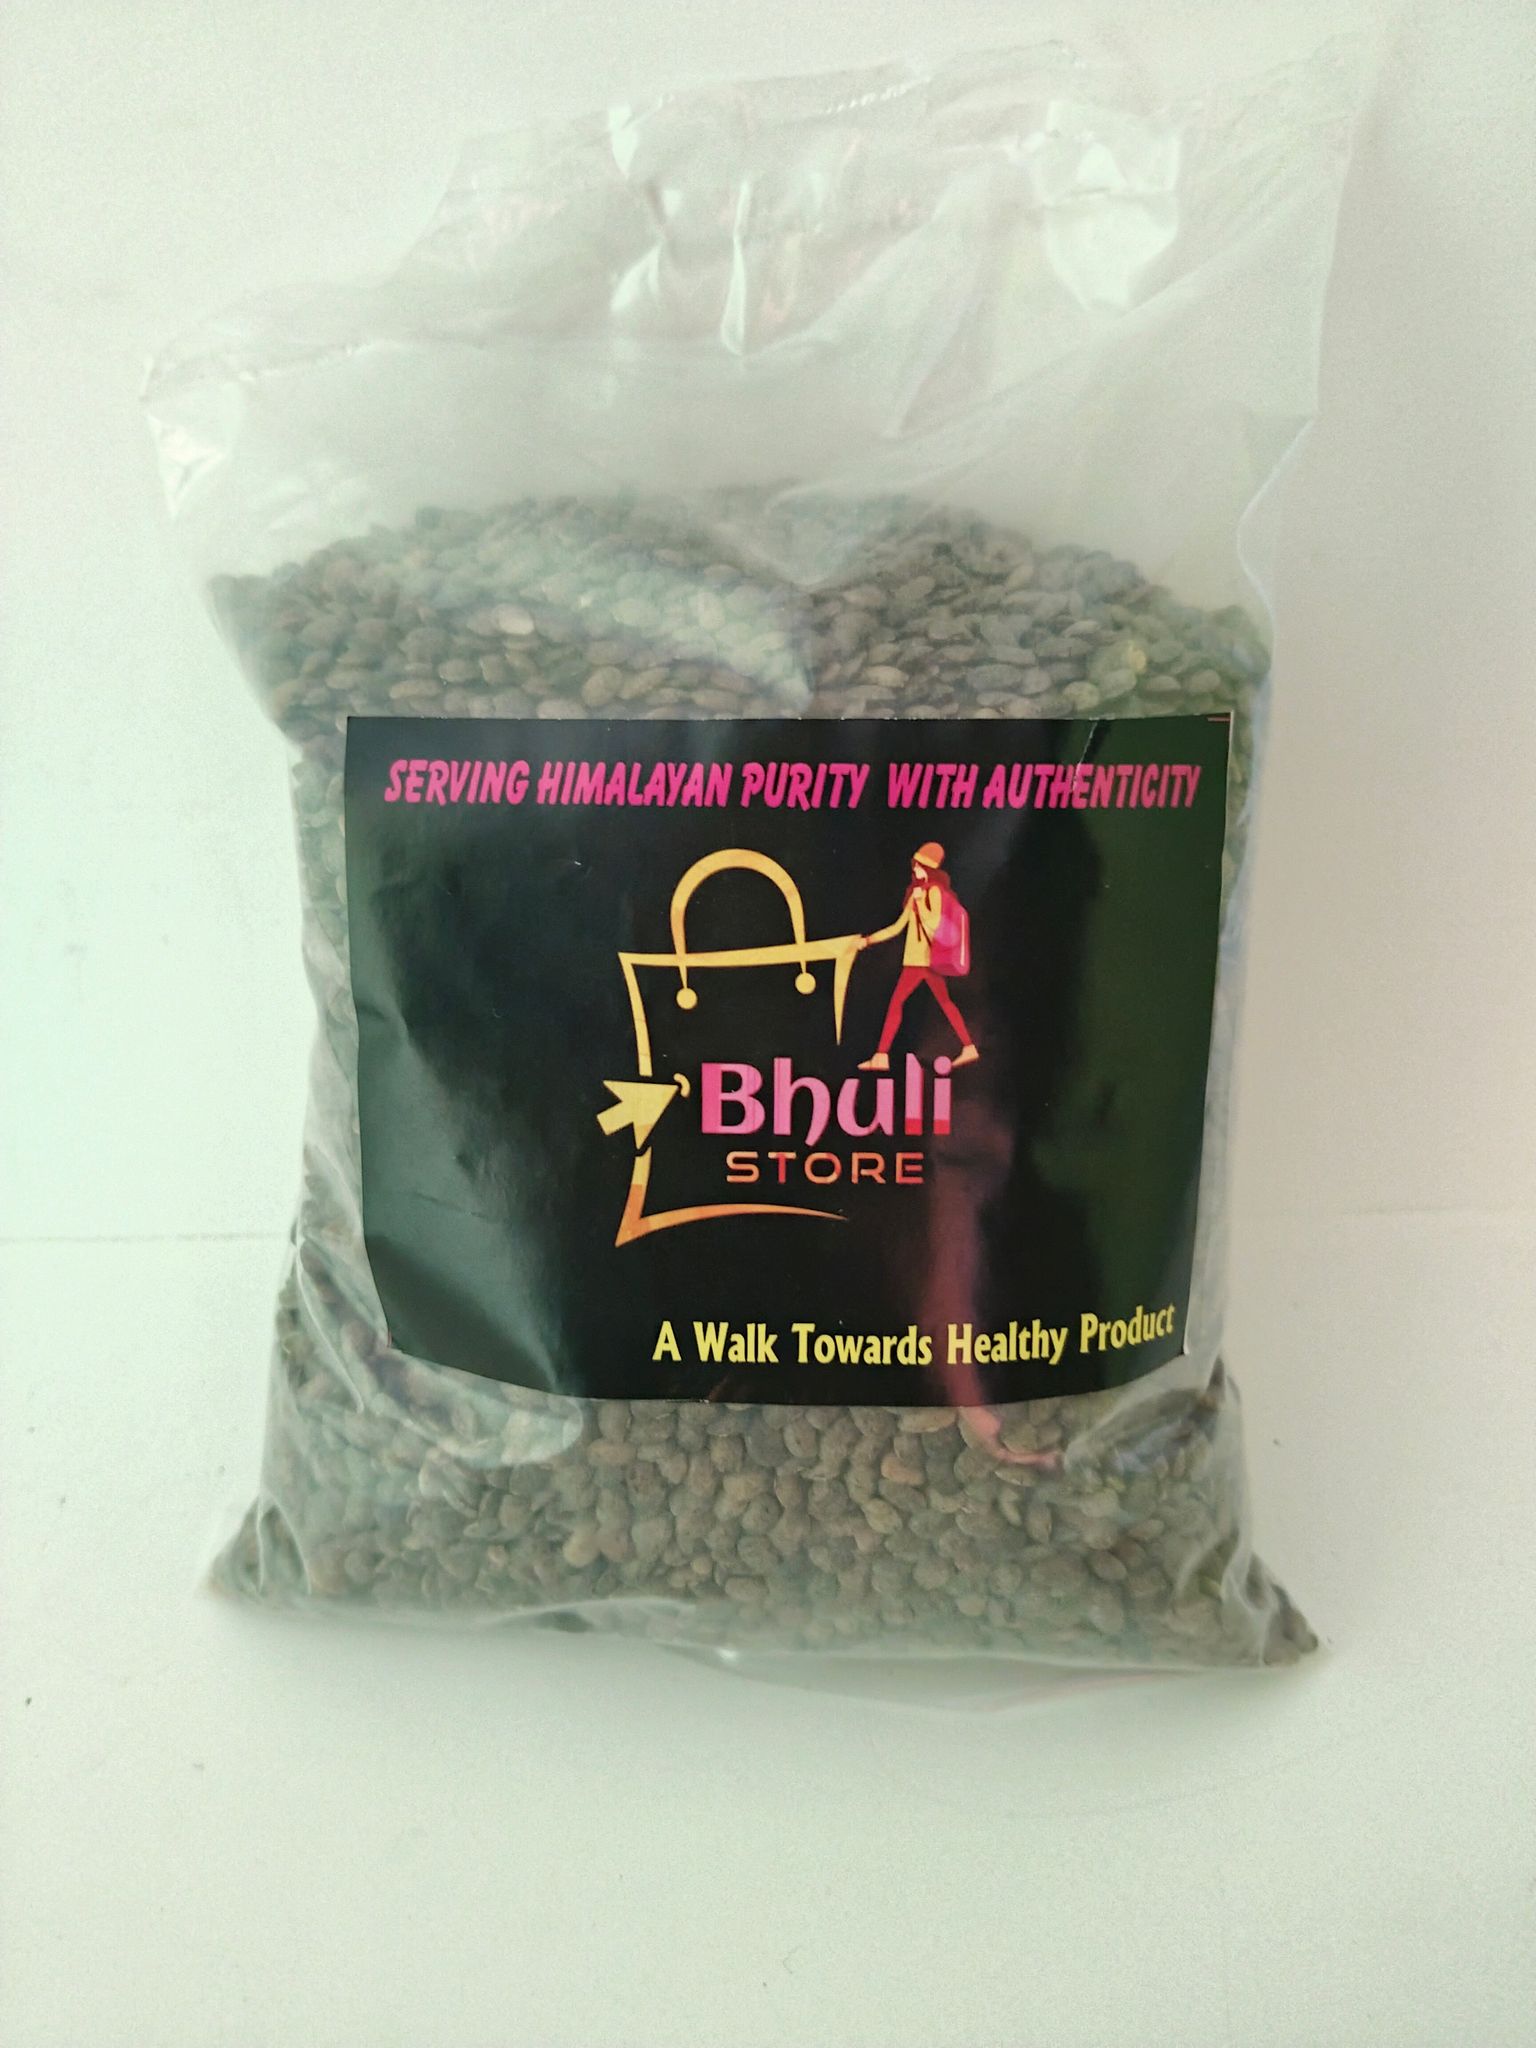 SERVING HIMALAYAN PURITY WITH AUTHENTICITY
Bhuli
STORE
A Walk Towards Healthy Product